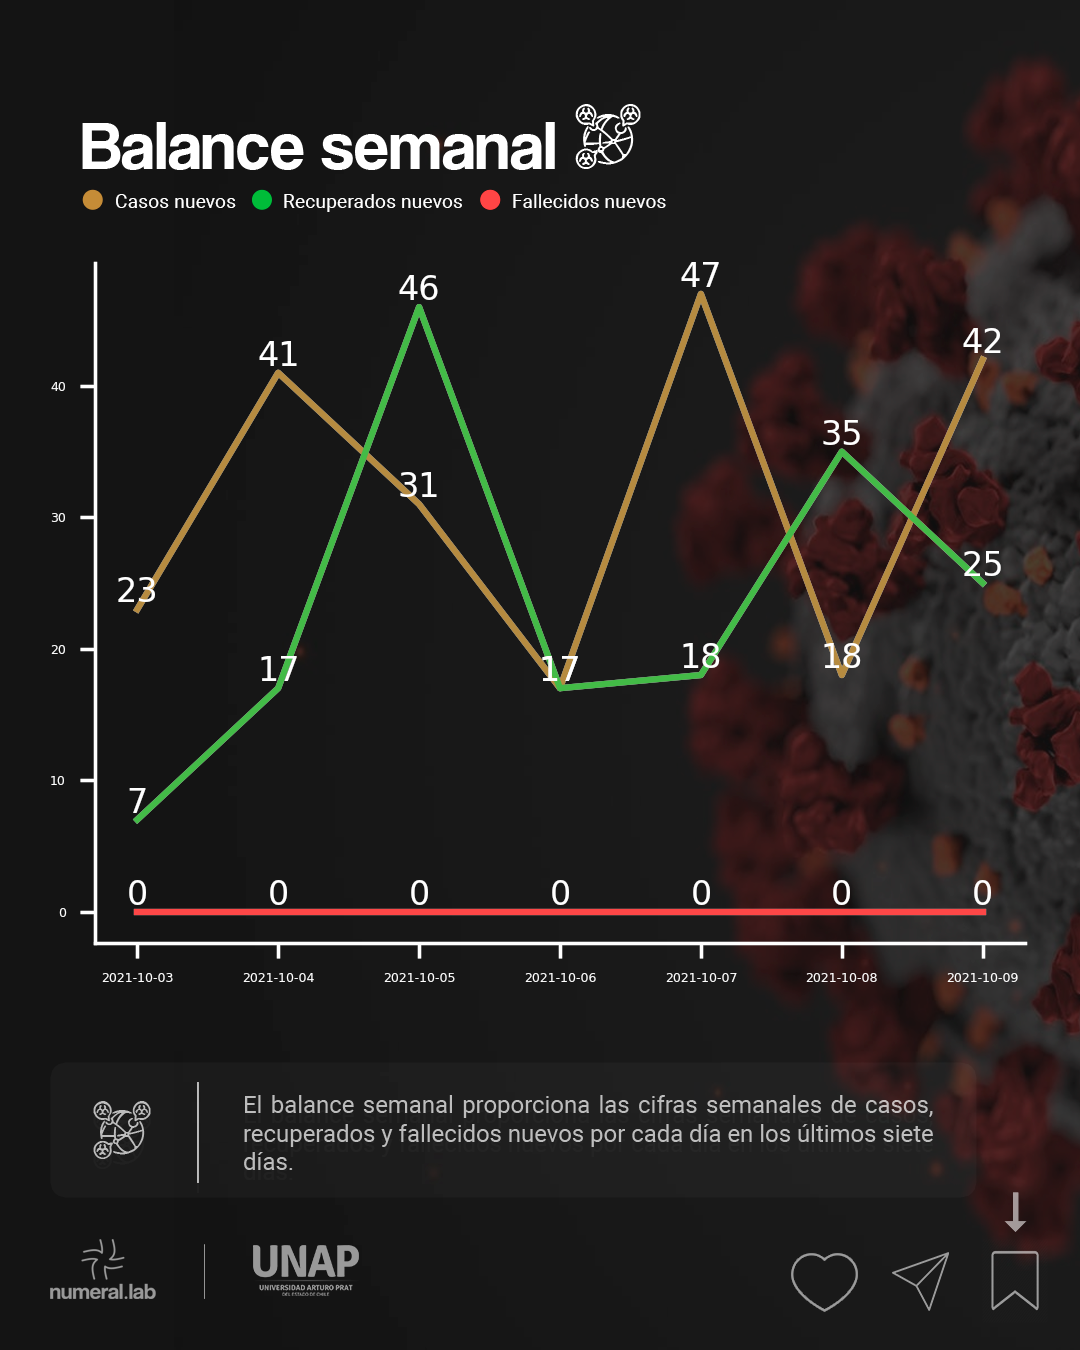 Balance semanal
Casos nuevos Recuperados nuevos Fallecidos nuevos
47
46
42
41
40
35
31
30
25
23
20
17 17 18 18
10
7
0 0 0 0 0 0 0
0
2021-10-03 2021-10-04 2021-10-05 2021-10-06 2021-10-07 2021-10-08 2021-10-09
El balance semanal proporciona las cifras semanales de casos,
recuperados y fallecidos nuevos por cada día en los últimos siete
días.
numeral.lab
UNAP
UNIVERSIDAD ARTURO PRAT
DEL ESTADO DE CHILE